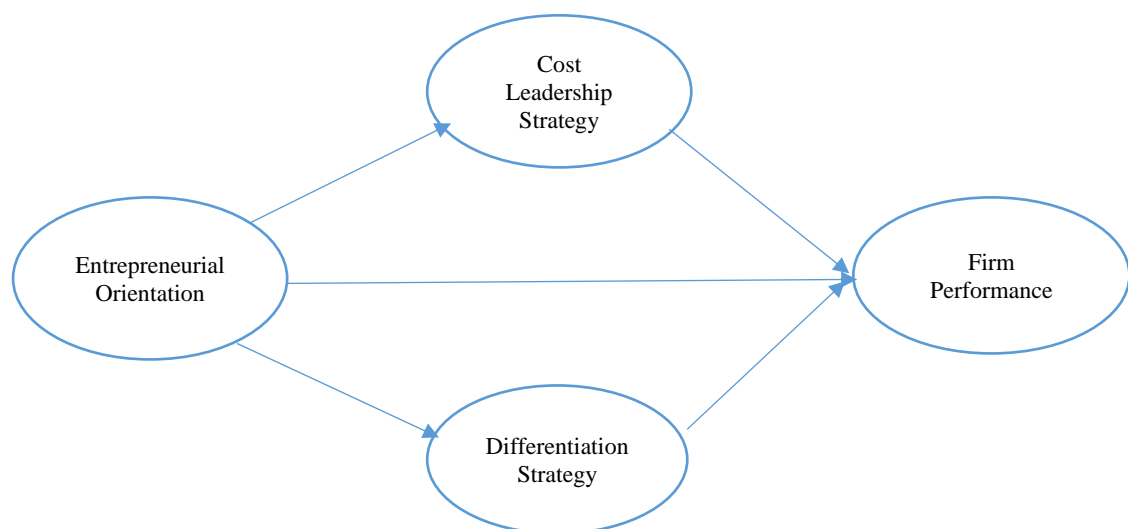 Cost
Leadership
Strategy
Entrepreneurial
Orientation
Firm
Performance
Differentiation
Strategy